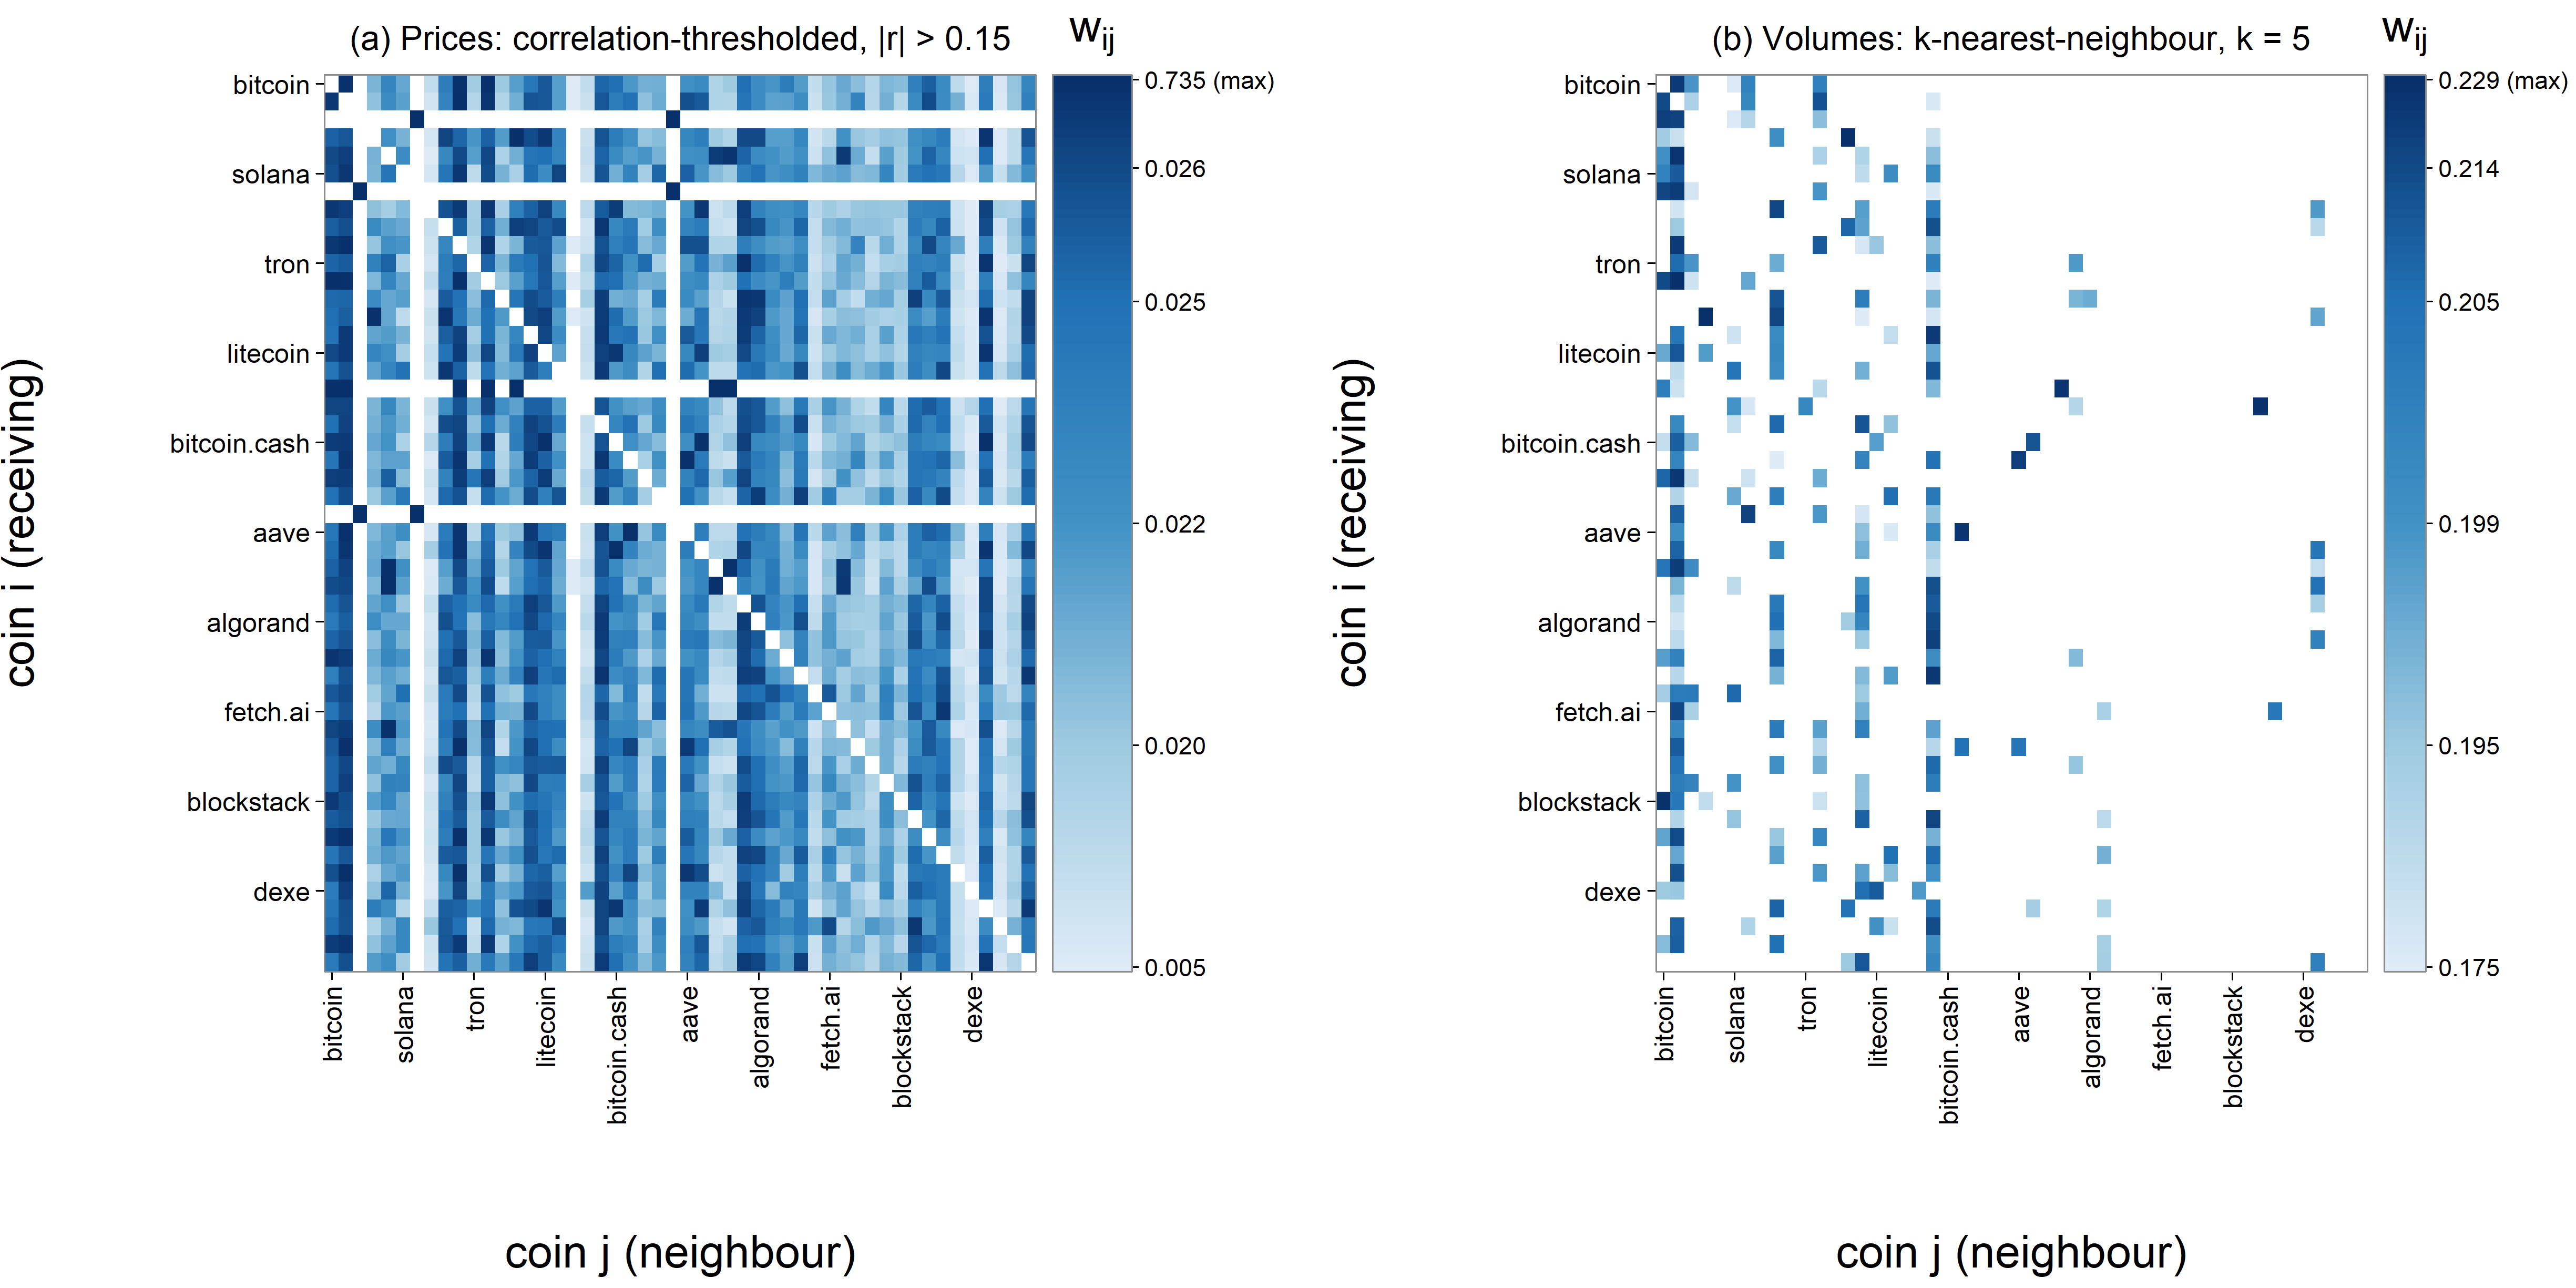 (a) Prices: correlation-thresholded, |r| > 0.15
wij
bitcoin
solana
tron
litecoin
bitcoin.cash
aave
algorand
fetch.ai
blockstack
dexe
coin i (receiving)
0.735 (max)
0.026
0.025
0.022
0.020
0.005
bitcoin
solana
tron
litecoin
bitcoin.cash
aave
algorand
fetch.ai
blockstack
dexe
coin j (neighbour)
(b) Volumes: k-nearest-neighbour, k = 5
wij
bitcoin
solana
tron
litecoin
bitcoin.cash
aave
algorand
fetch.ai
blockstack
dexe
coin i (receiving)
0.229 (max)
0.214
0.205
0.199
0.195
0.175
bitcoin
solana
tron
litecoin
bitcoin.cash
aave
algorand
fetch.ai
blockstack
dexe
coin j (neighbour)